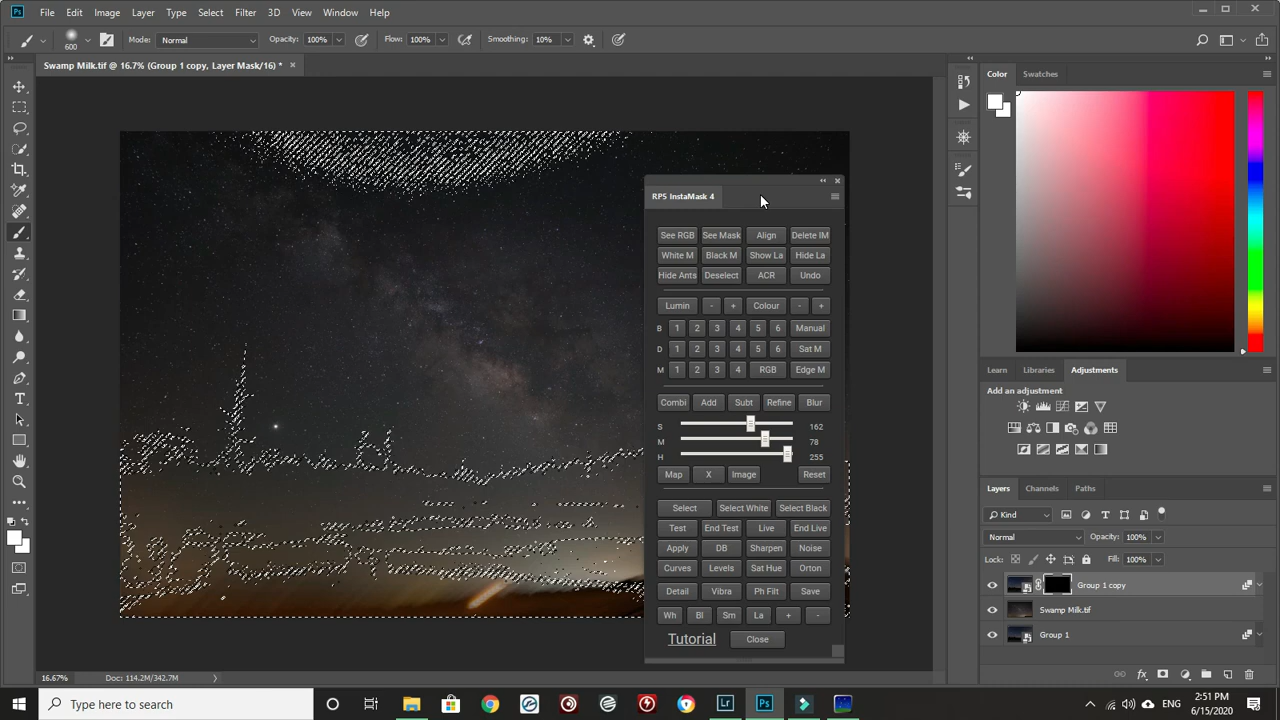 Ps File Edit Image Layer Type Select Filter 3D View Window Help
600 Mode: Normal Opacity: 100% Flow: 100% Smoothing: 10%
Swamp Milk.tif @ 16.7% (Group 1 copy, Layer Mask/16) * ×
Color Swatches
RPS InstaMask 4
See RGB See Mask Align Delete IM
White M Black M Show La Hide La
Hide Ants Deselect ACR Undo
Lumin - + Colour - +
B 1 2 3 4 5 6 Manual
D 1 2 3 4 5 6 Sat M
M 1 2 3 4 RGB Edge M
Combi Add Subt Refine Blur
S 162
M 78
H 255
Map X Image Reset
Select Select White Select Black
Test End Test Live End Live
Apply DB Sharpen Noise
Curves Levels Sat Hue Orton
Detail Vibra Ph Filt Save
Wh Bl Sm La + -
Tutorial Close
Learn Libraries Adjustments
Add an adjustment
Layers Channels Paths
Kind
Normal Opacity: 100%
Lock: Fill: 100%
Group 1 copy
Swamp Milk.tif
Group 1
fx
16.67% Doc: 114.2M/342.7M
Type here to search
Lr Ps
ENG
2:51 PM
6/15/2020